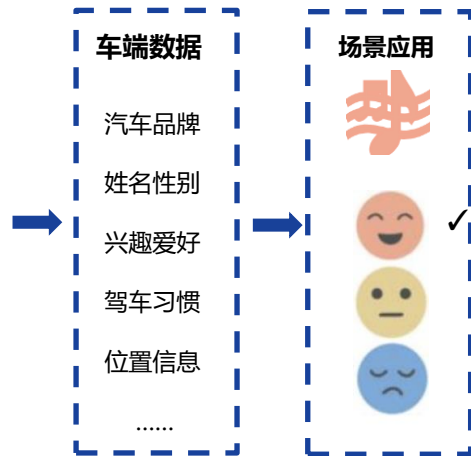 车端数据
汽车品牌
姓名性别
兴趣爱好
驾车习惯
位置信息
......
场景应用
✓